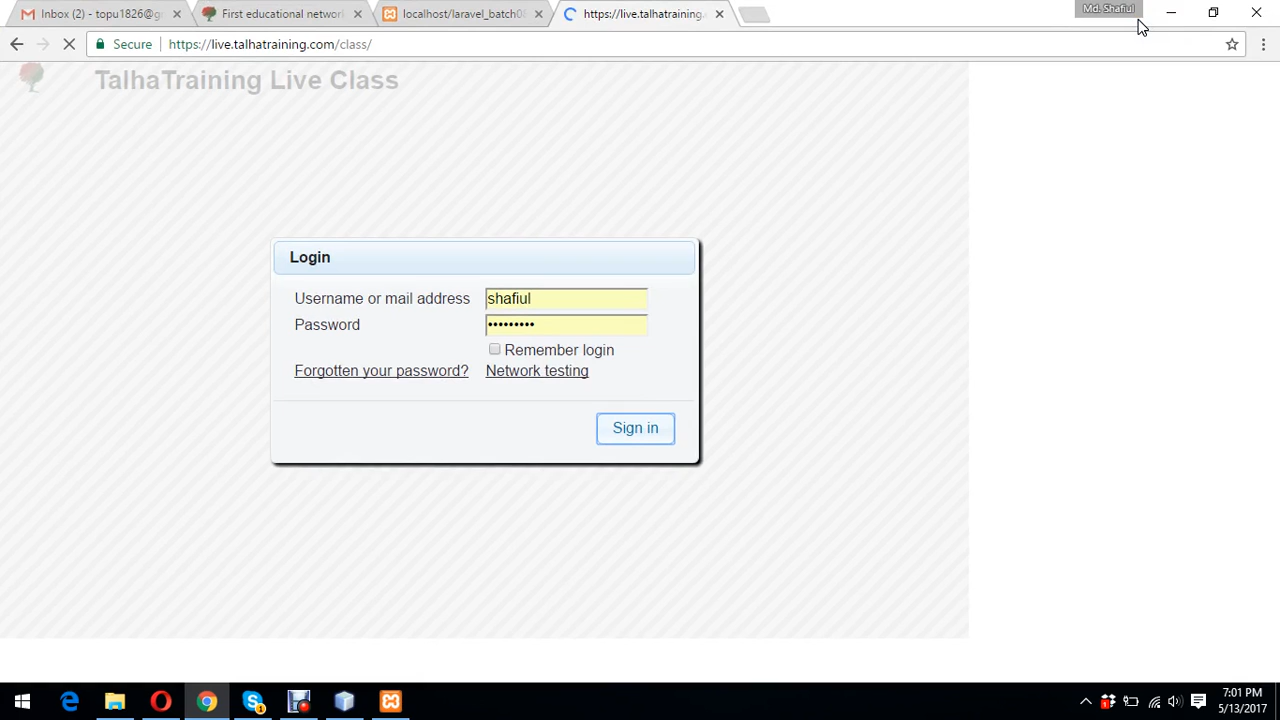 Inbox (2) - topu1826@g
First educational network
localhost/laravel_batch08
https://live.talhatraining.
Md. Shafiul
Secure
https://live.talhatraining.com/class/
TalhaTraining Live Class
Login
Username or mail address
shafiul
Password
•••••••••
Remember login
Forgotten your password?
Network testing
Sign in
7:01 PM
5/13/2017